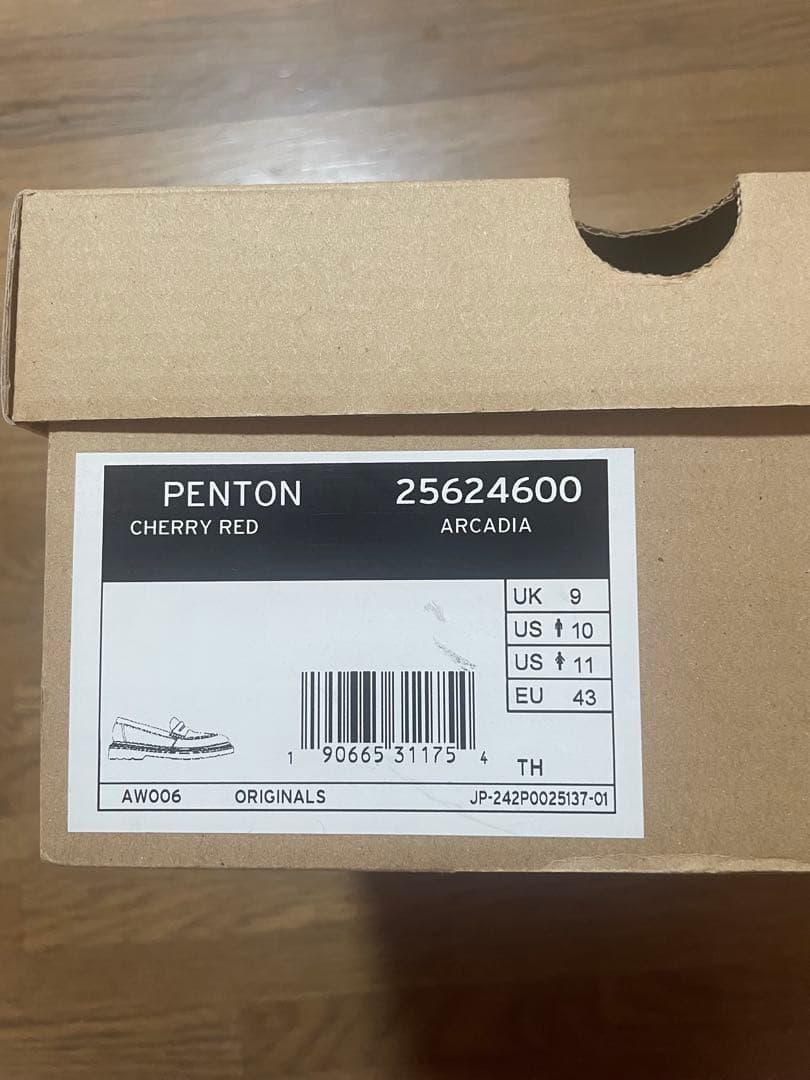 PENTON 25624600
CHERRY RED ARCADIA
UK 9
US 10
US 11
EU 43
1 90665 31175 4
TH
AW006 ORIGINALS JP-242P0025137-01